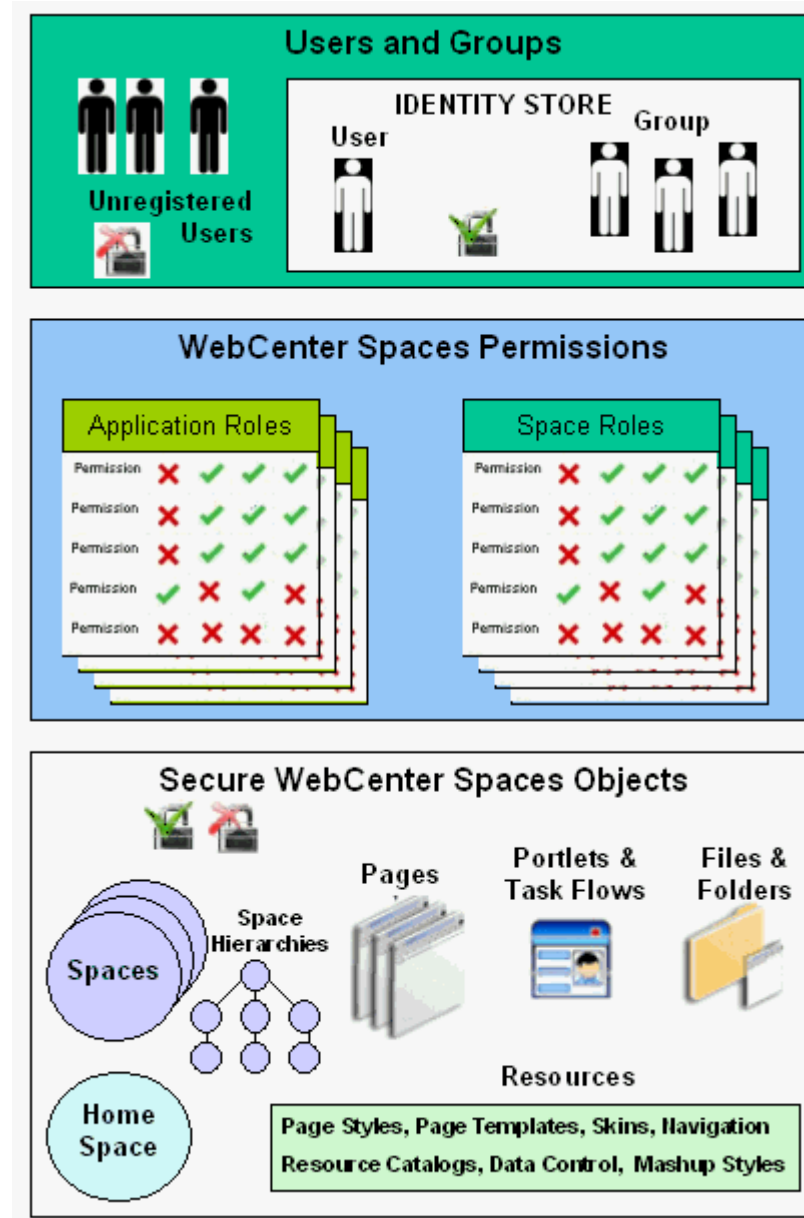 Users and Groups
IDENTITY STORE
User
Group
Unregistered
Users
WebCenter Spaces Permissions
Application Roles
Permission
Permission
Permission
Permission
Permission
Space Roles
Permission
Permission
Permission
Permission
Permission
Secure WebCenter Spaces Objects
Spaces
Space
Hierarchies
Pages
Portlets &
Task Flows
Files &
Folders
Home
Space
Resources
Page Styles, Page Templates, Skins, Navigation
Resource Catalogs, Data Control, Mashup Styles